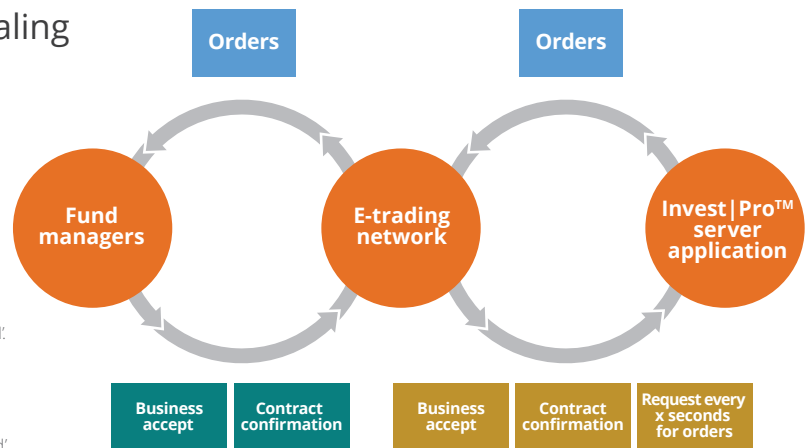 aling
Orders
Orders
Fund
managers
E-trading
network
Invest|Pro™
server
application
l'.
d'
Business
accept
Contract
confirmation
Business
accept
Contract
confirmation
Request every
x seconds
for orders